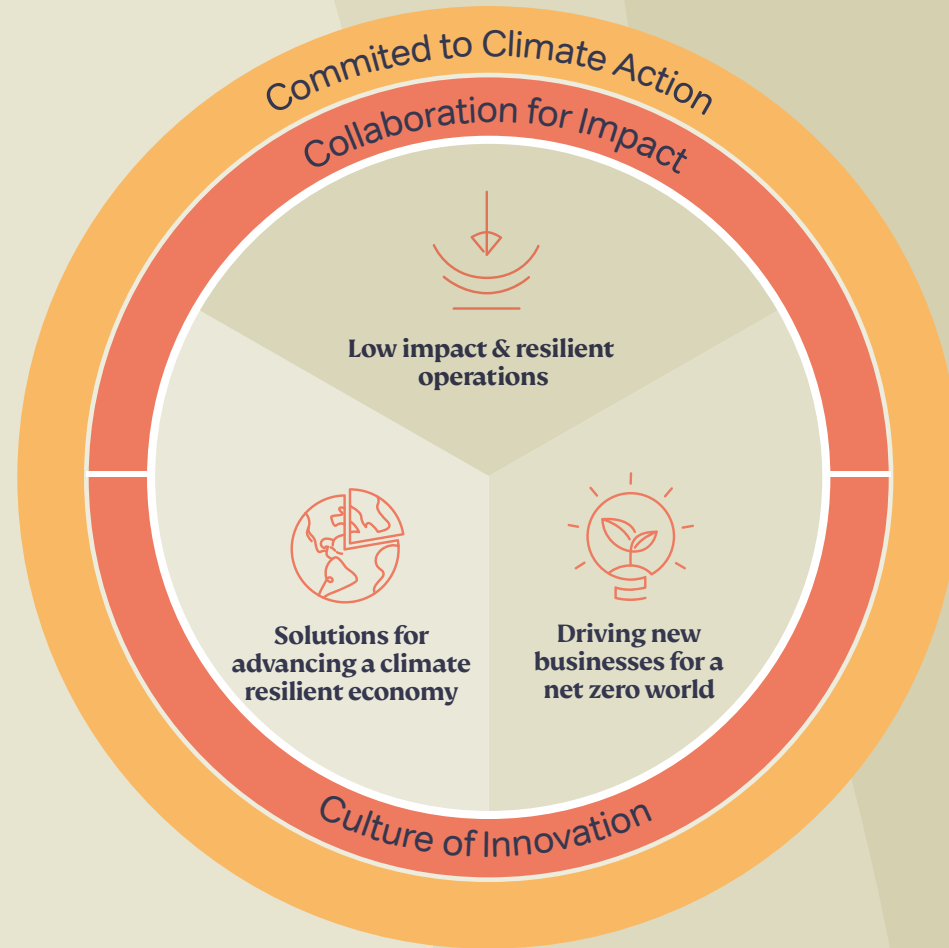 Commited to Climate Action
Collaboration for Impact
Low impact & resilient
operations
Solutions for
advancing a climate
resilient economy
Driving new
businesses for a
net zero world
Culture of Innovation